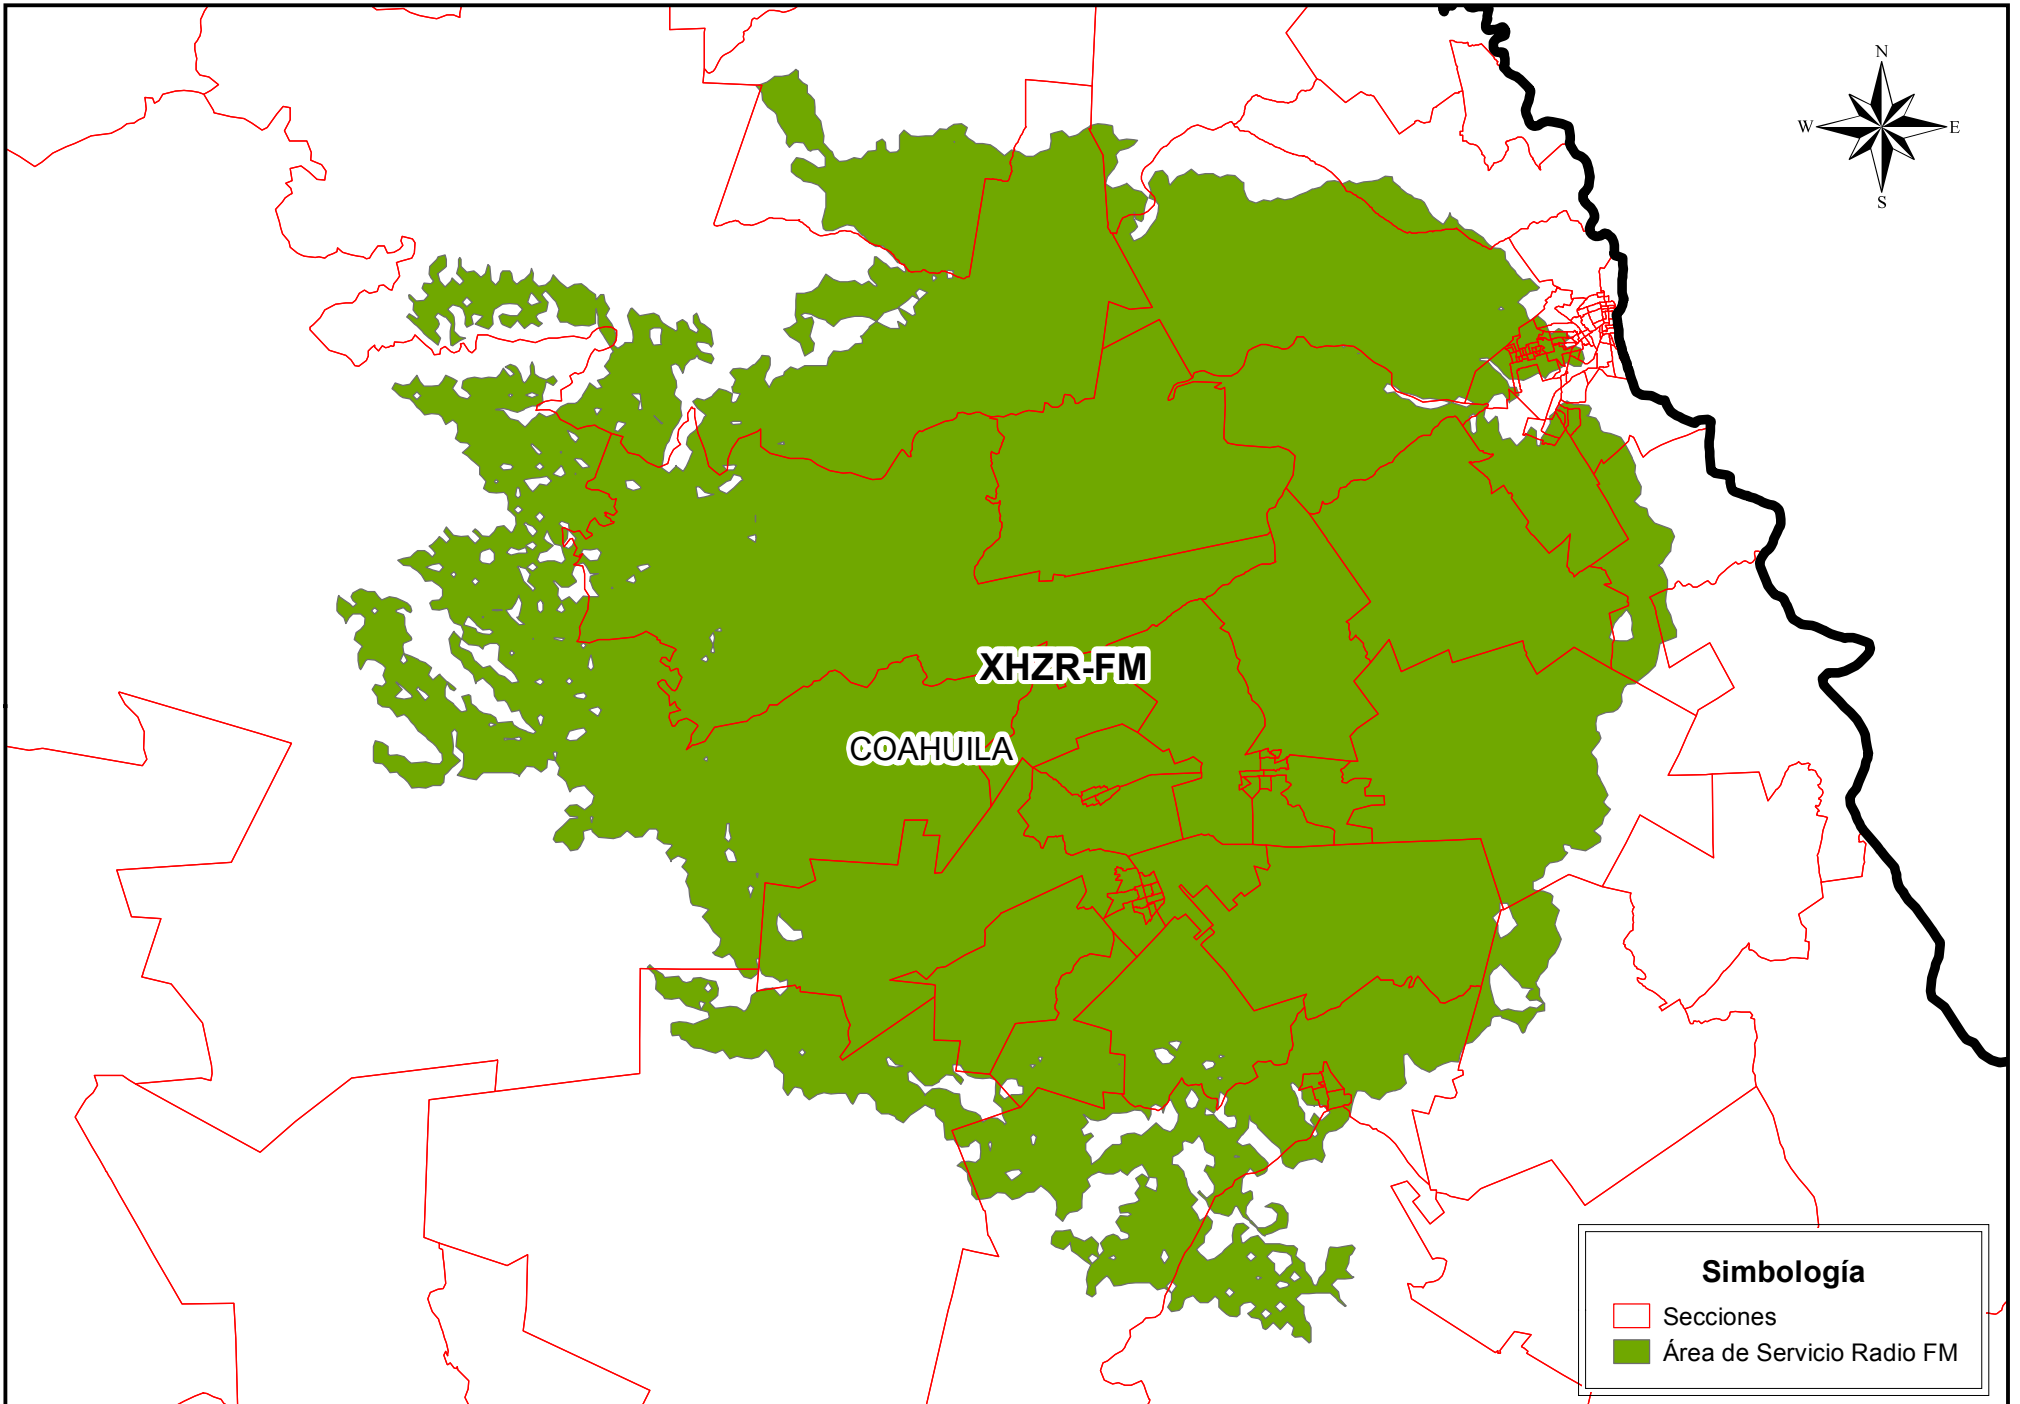 N
W E
S
XHZR-FM
COAHUILA
Simbología
Secciones
Área de Servicio Radio FM